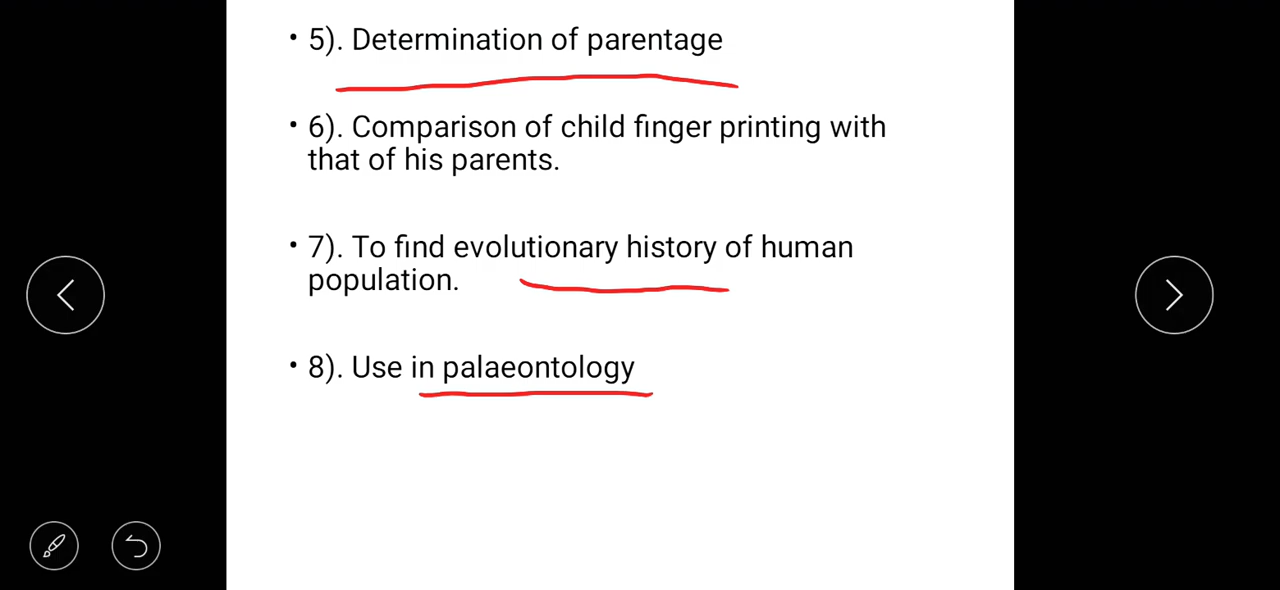 • 5). Determination of parentage
• 6). Comparison of child finger printing with
that of his parents.
• 7). To find evolutionary history of human
population.
• 8). Use in palaeontology